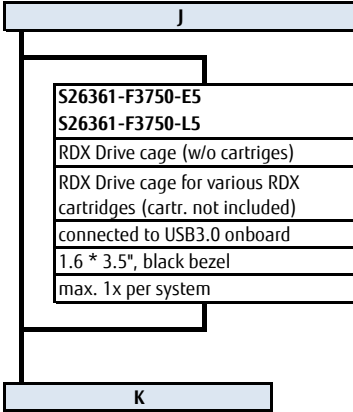 J
S26361-F3750-E5
S26361-F3750-L5
RDX Drive cage (w/o cartriges)
RDX Drive cage for various RDX
cartridges (cartr. not included)
connected to USB3.0 onboard
1.6 * 3.5", black bezel
max. 1x per system
K